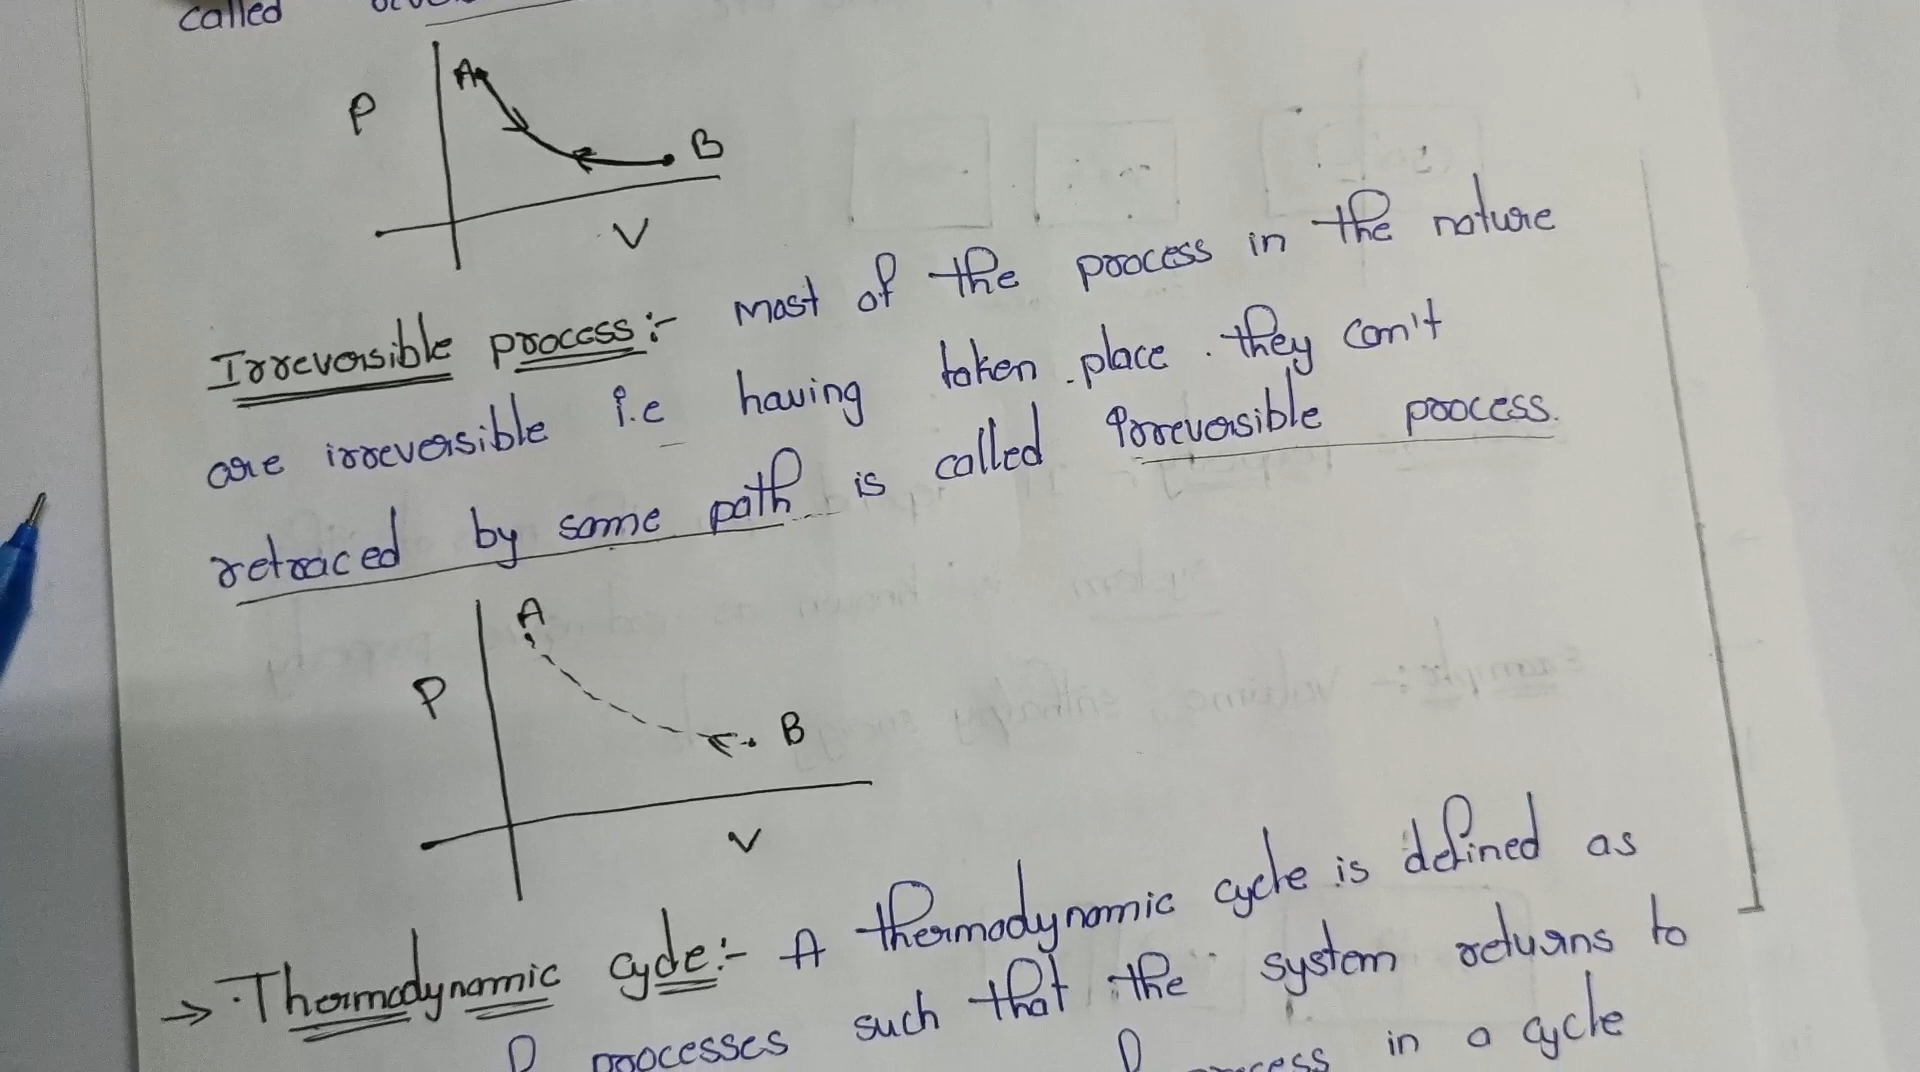 called
P
A
B
V
Irreversible process:- most of the process in the nature
are irreversible i.e having taken place. they can't
retraced by same path is called Irreversible process.
A
P
B
V
→ Thermodynamic cycle:- A thermodynamic cycle is defined as
processes such that the system returns to
in a cycle